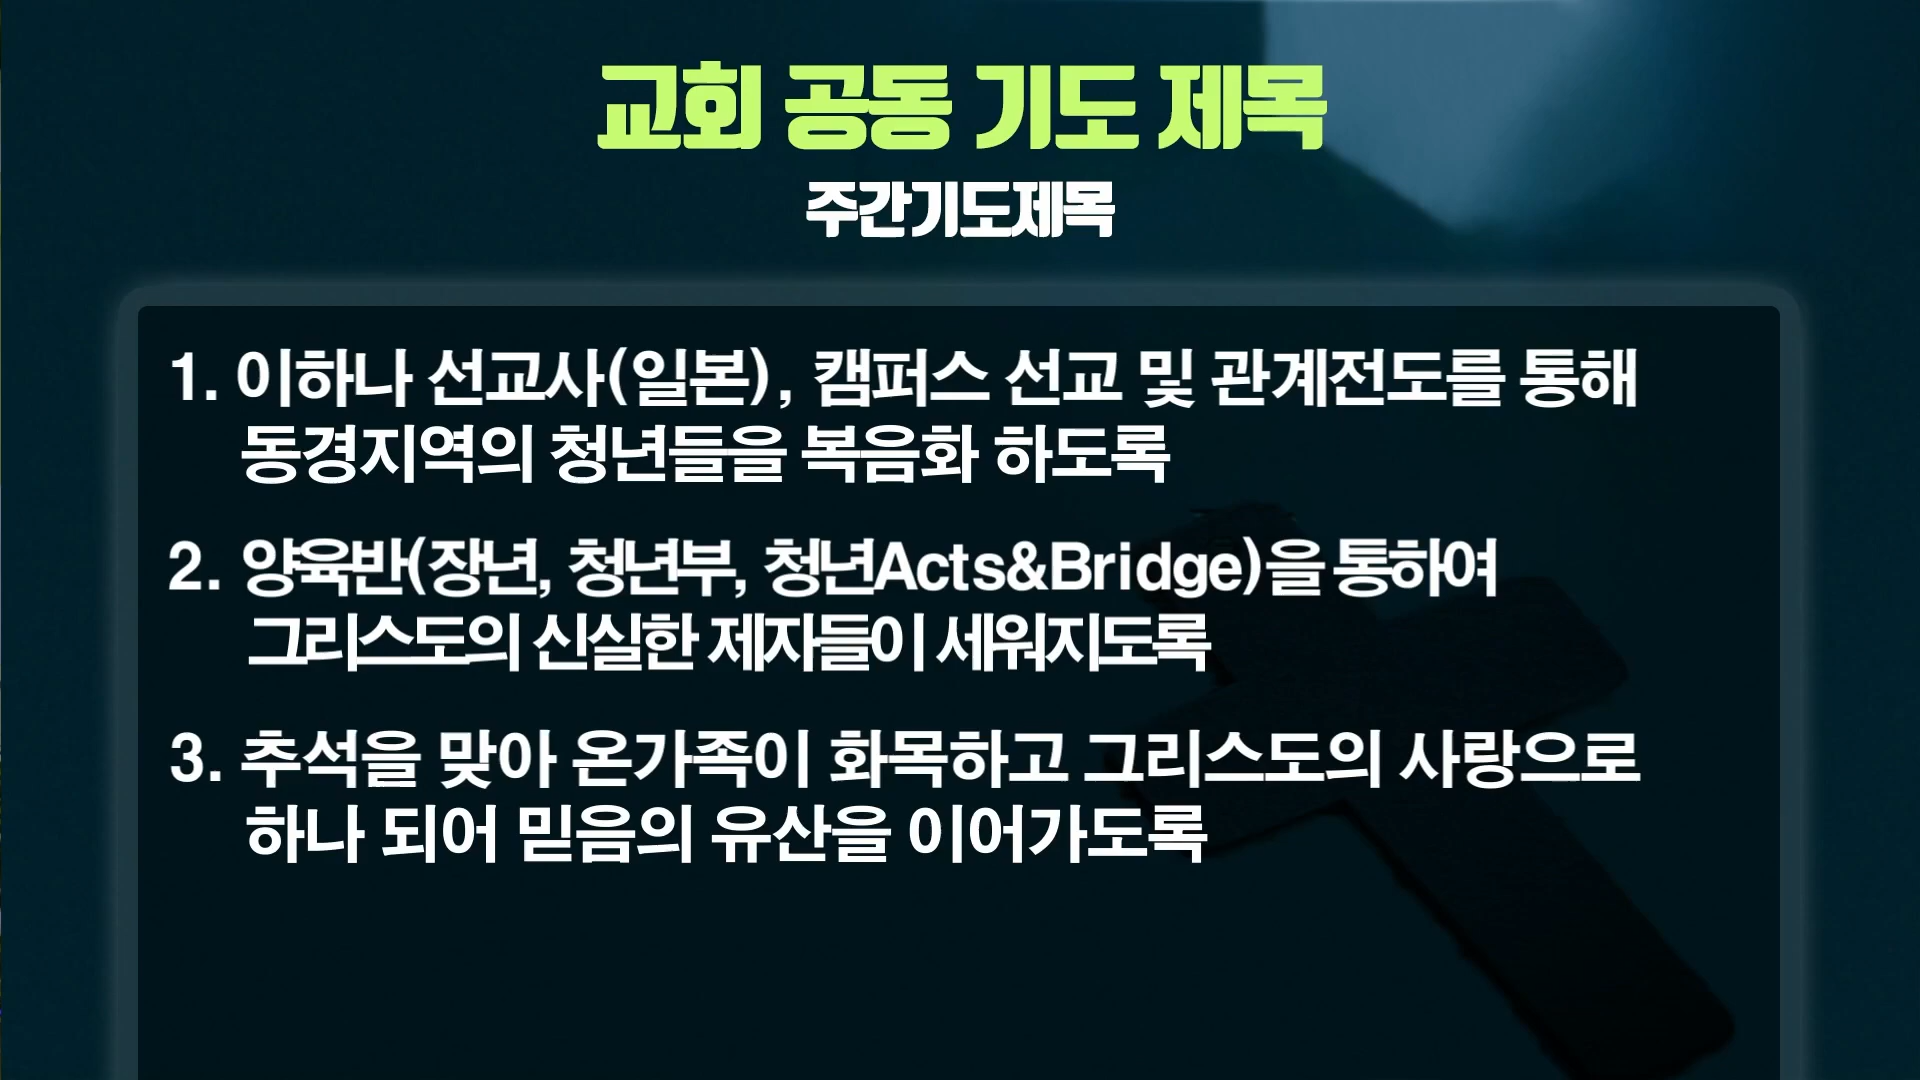 교회 공동 기도 제목
주간기도제목
1. 이하나 선교사(일본), 캠퍼스 선교 및 관계전도를 통해
동경지역의 청년들을 복음화 하도록
2. 양육반(장년, 청년부, 청년Acts&Bridge)을 통하여
그리스도의 신실한 제자들이 세워지도록
3. 추석을 맞아 온가족이 화목하고 그리스도의 사랑으로
하나 되어 믿음의 유산을 이어가도록